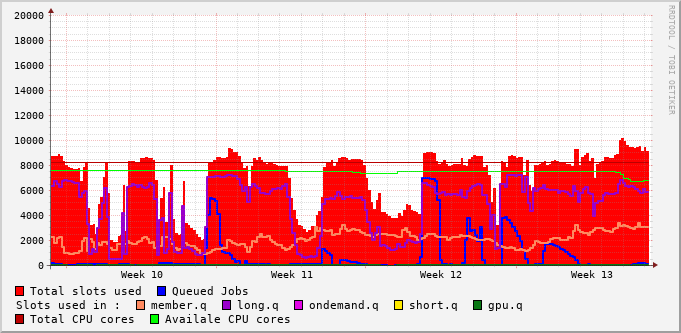 RRDTOOL / TOBI OETIKER
20000
18000
16000
14000
12000
10000
8000
6000
4000
2000
0
Week 10 Week 11 Week 12 Week 13
Total slots used Queued Jobs
Slots used in : member.q long.q ondemand.q short.q gpu.q
Total CPU cores Availale CPU cores